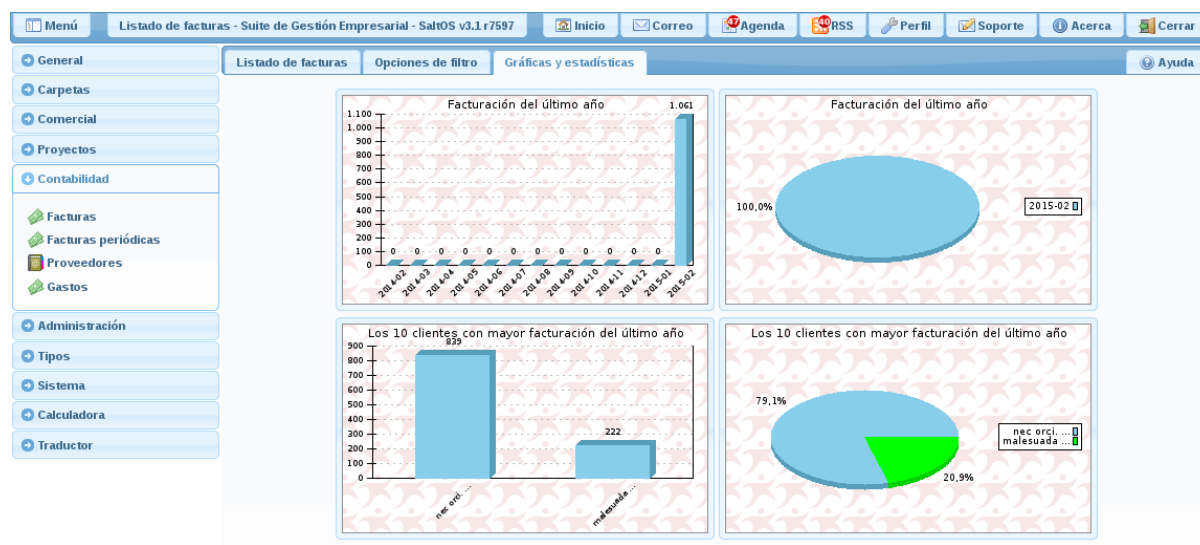 Menú
Listado de facturas - Suite de Gestión Empresarial - SaltOS v3.1 r7597
Inicio
Correo
47
Agenda
40
RSS
Perfil
Soporte
Acerca
Cerrar
General
Carpetas
Comercial
Proyectos
Contabilidad
Facturas
Facturas periódicas
Proveedores
Gastos
Administración
Tipos
Sistema
Calculadora
Traductor
Listado de facturas
Opciones de filtro
Gráficas y estadísticas
Ayuda
Facturación del último año
1.061
1.100
1.000
900
800
700
600
500
400
300
200
100
0
0 0 0 0 0 0 0 0 0 0 0 0
2014-02 2014-03 2014-04 2014-05 2014-06 2014-07 2014-08 2014-09 2014-10 2014-11 2014-12 2015-01 2015-02
Facturación del último año
100,0%
2015-02
Los 10 clientes con mayor facturación del último año
839
900
800
700
600
500
400
300
200
100
0
222
nec orci. ...
malesuada ...
Los 10 clientes con mayor facturación del último año
79,1%
nec orci. ...
malesuada ...
20,9%